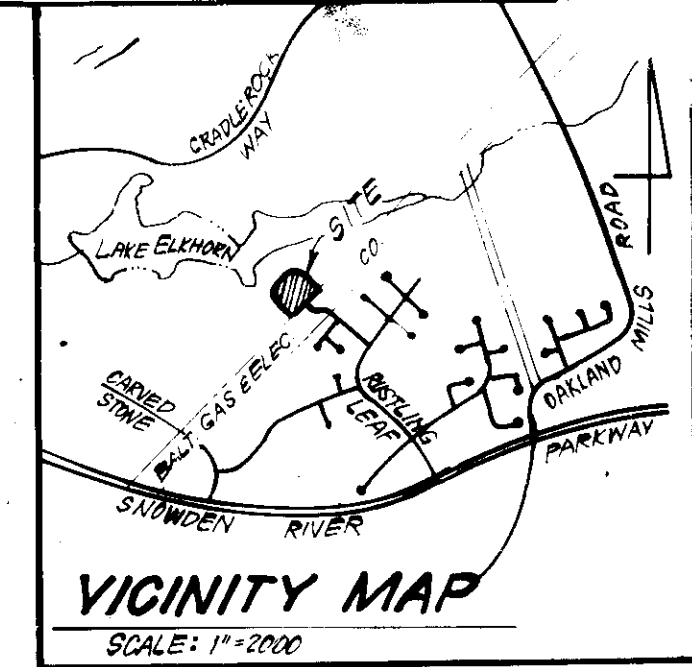 CRADLEROCK
WAY
SITE
LAKE ELKHORN
CO.
ROAD
MILLS
OAKLAND
CARVED
STONE
BALT. GAS & ELEC
RUSTLING
LEAF
PARKWAY
SNOWDEN RIVER
VICINITY MAP
SCALE: 1"=2000